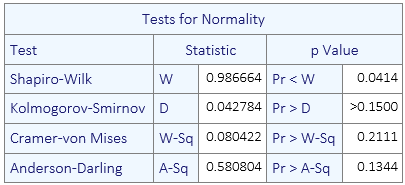 Tests for Normality
Test Statistic p Value
Shapiro-Wilk W 0.986664 Pr < W 0.0414
Kolmogorov-Smirnov D 0.042784 Pr > D >0.1500
Cramer-von Mises W-Sq 0.080422 Pr > W-Sq 0.2111
Anderson-Darling A-Sq 0.580804 Pr > A-Sq 0.1344